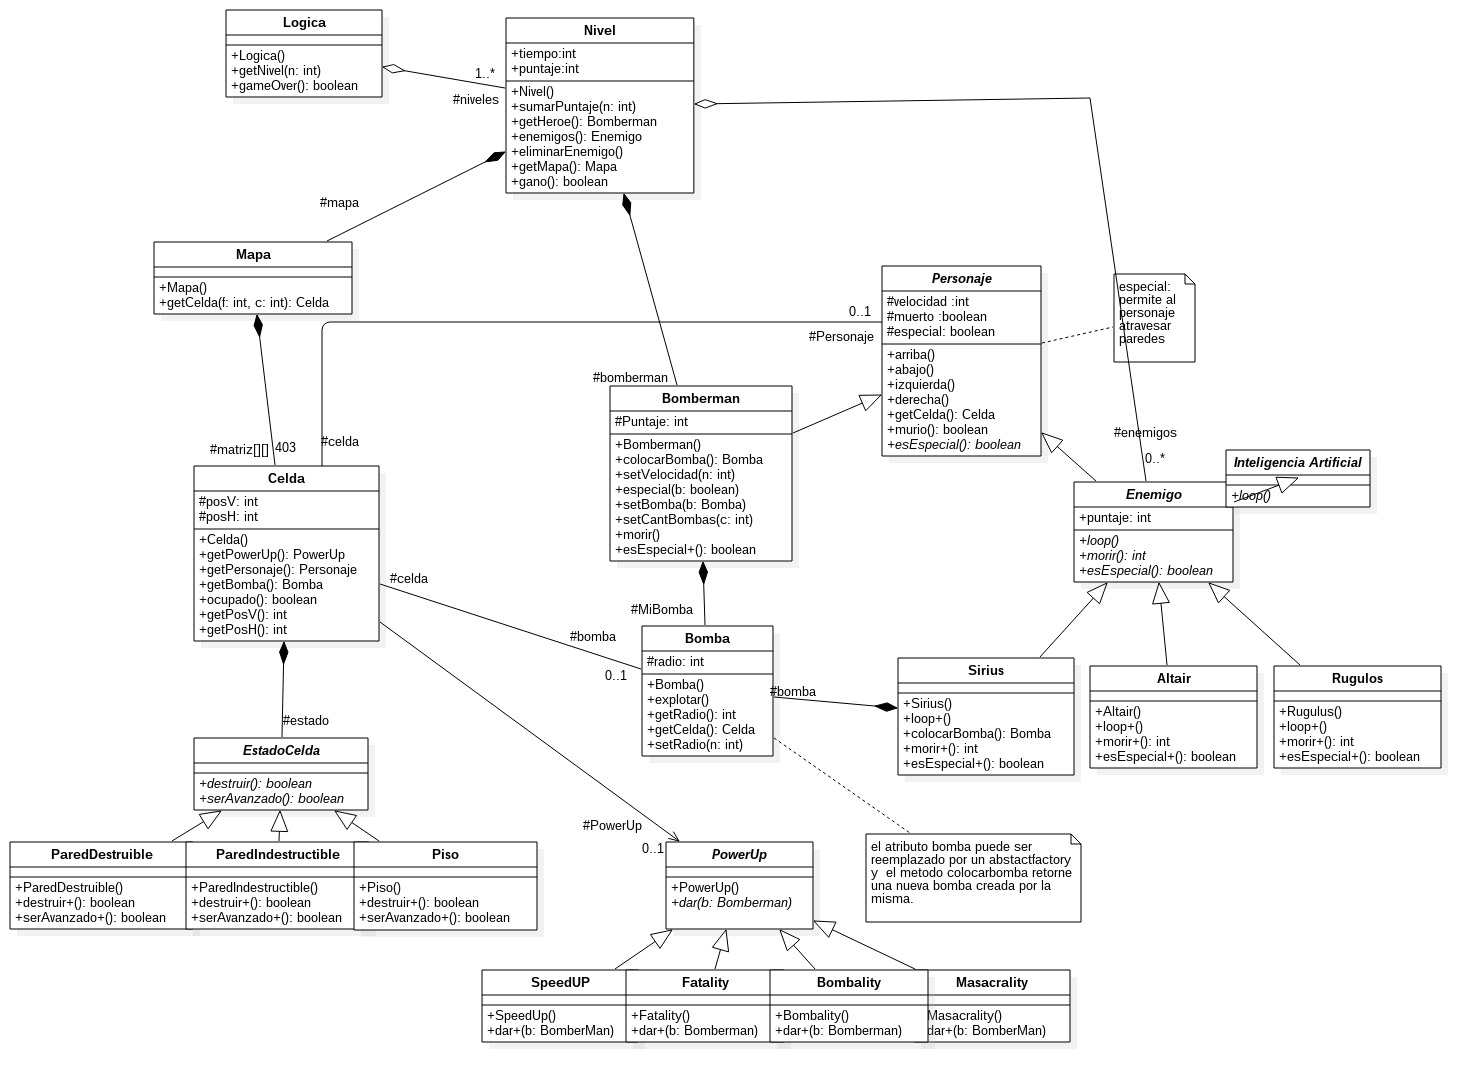 Logica
+Logica()
+getNivel(n: int)
+gameOver(): boolean
1..*
#niveles
Nivel
+tiempo:int
+puntaje:int
+Nivel()
+sumarPuntaje(n: int)
+getHeroe(): Bomberman
+enemigos(): Enemigo
+eliminarEnemigo()
+getMapa(): Mapa
+gano(): boolean
#mapa
Mapa
+Mapa()
+getCelda(f: int, c: int): Celda
0..1
#Personaje
Personaje
#velocidad :int
#muerto :boolean
#especial: boolean
+arriba()
+abajo()
+izquierda()
+derecha()
+getCelda(): Celda
+murio(): boolean
+esEspecial(): boolean
especial:
permite al
personaje
atravesar
paredes
#bomberman
Bomberman
#Puntaje: int
+Bomberman()
+colocarBomba(): Bomba
+setVelocidad(n: int)
+especial(b: boolean)
+setBomba(b: Bomba)
+setCantBombas(c: int)
+morir()
+esEspecial+(): boolean
#matriz[][]
403
#celda
Celda
#posV: int
#posH: int
+Celda()
+getPowerUp(): PowerUp
+getPersonaje(): Personaje
+getBomba(): Bomba
+ocupado(): boolean
+getPosV(): int
+getPosH(): int
#enemigos
0..*
Inteligencia Artificial
+loop()
Enemigo
+puntaje: int
+loop()
+morir(): int
+esEspecial(): boolean
#celda
#bomba
0..1
#MiBomba
Bomba
#radio: int
+Bomba()
+explotar()
+getRadio(): int
+getCelda(): Celda
+setRadio(n: int)
#bomba
Sirius
+Sirius()
+loop+()
+colocarBomba(): Bomba
+morir+(): int
+esEspecial+(): boolean
Altair
+Altair()
+loop+()
+morir+(): int
+esEspecial+(): boolean
Rugulos
+Rugulus()
+loop+()
+morir+(): int
+esEspecial+(): boolean
#estado
EstadoCelda
+destruir(): boolean
+serAvanzado(): boolean
ParedDestruible
+ParedDestruible()
+destruir+(): boolean
+serAvanzado+(): boolean
ParedIndestructible
+ParedIndestructible()
+destruir+(): boolean
+serAvanzado+(): boolean
Piso
+Piso()
+destruir+(): boolean
+serAvanzado+(): boolean
#PowerUp
0..1
PowerUp
+PowerUp()
+dar(b: Bomberman)
el atributo bomba puede ser
reemplazado por un abstactfactory
y  el metodo colocarbomba retorne
una nueva bomba creada por la
misma.
SpeedUP
+SpeedUp()
+dar+(b: BomberMan)
Fatality
+Fatality()
+dar+(b: Bomberman)
Bombality
+Bombality()
+dar+(b: Bomberman)
Masacrality
Masacrality()
dar+(b: BomberMan)